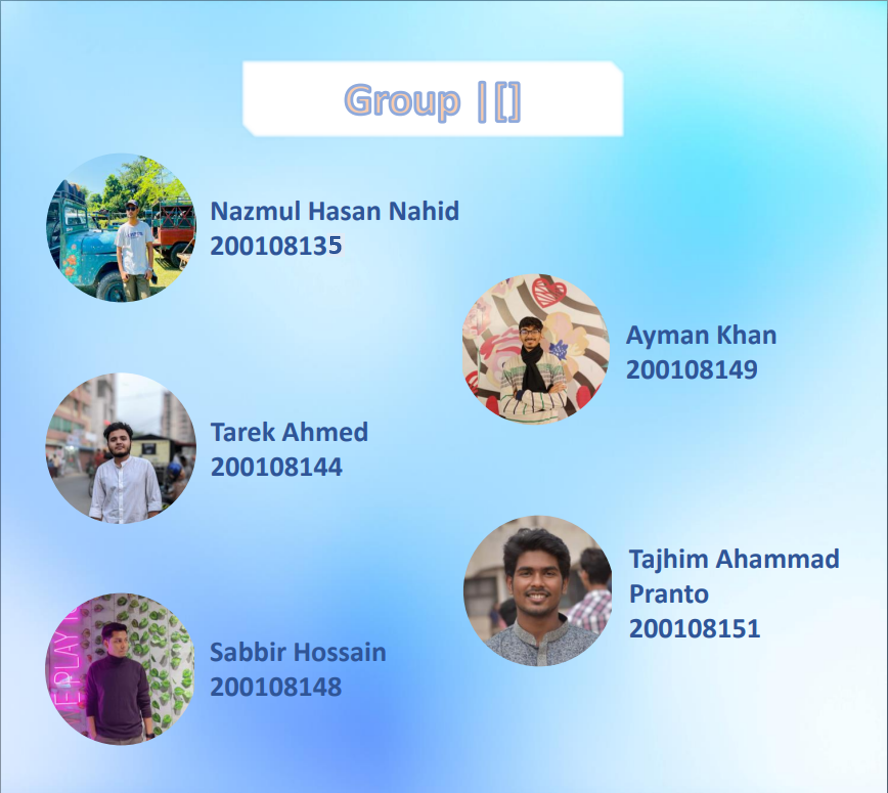 Group |[]
Nazmul Hasan Nahid
200108135
Ayman Khan
200108149
Tarek Ahmed
200108144
Tajhim Ahammad
Pranto
200108151
Sabbir Hossain
200108148